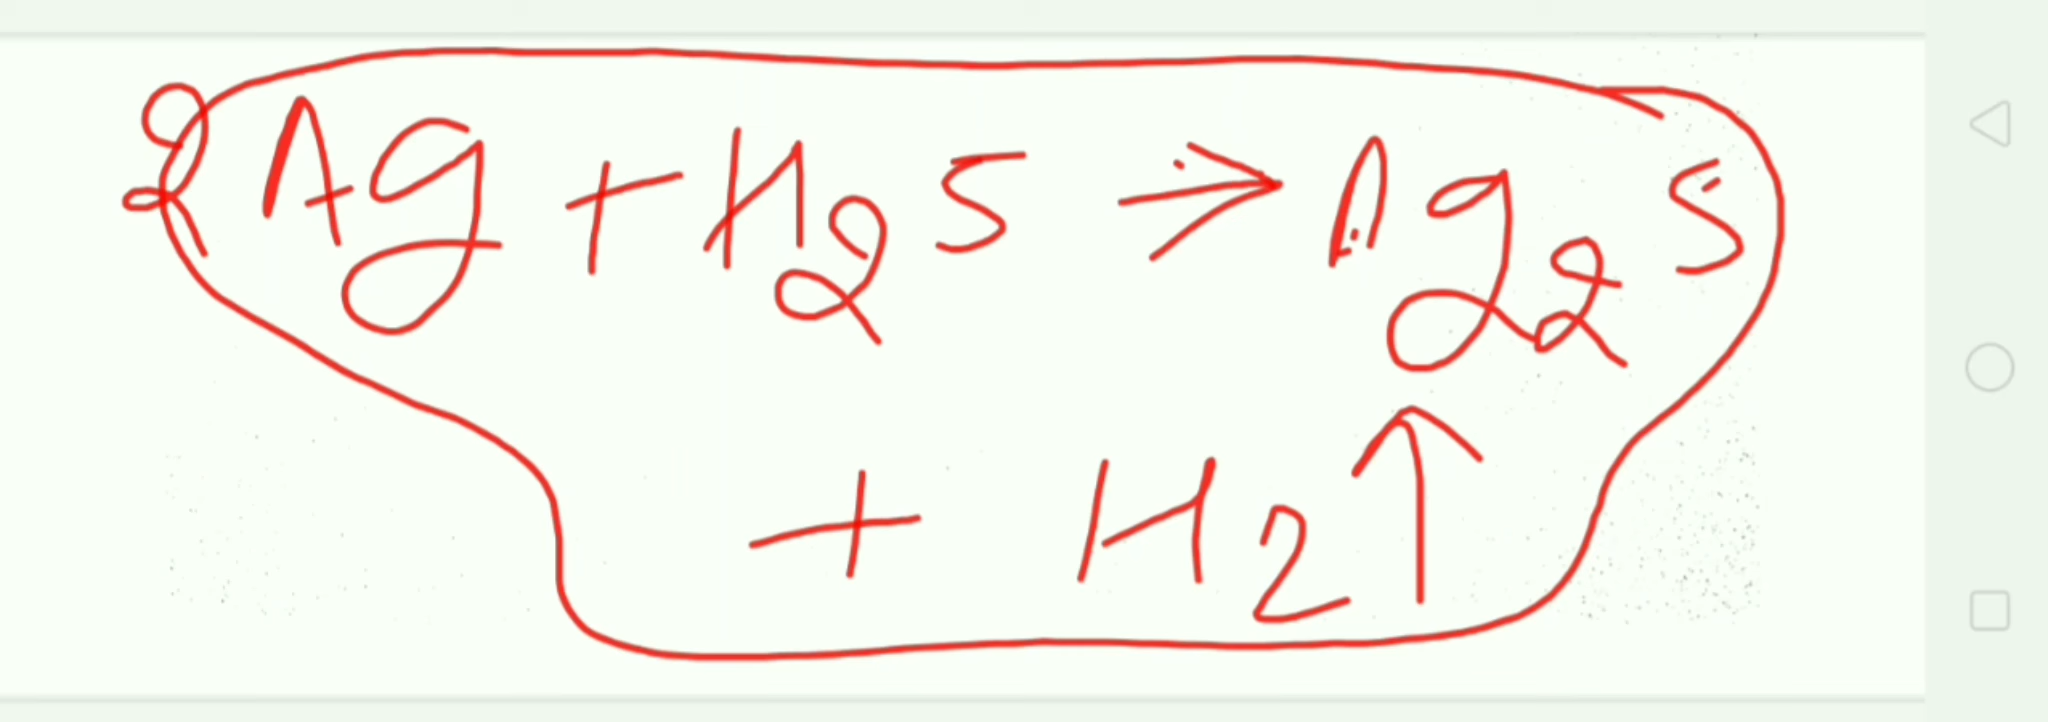 2Ag + H2S → Ag2S
+ H2↑